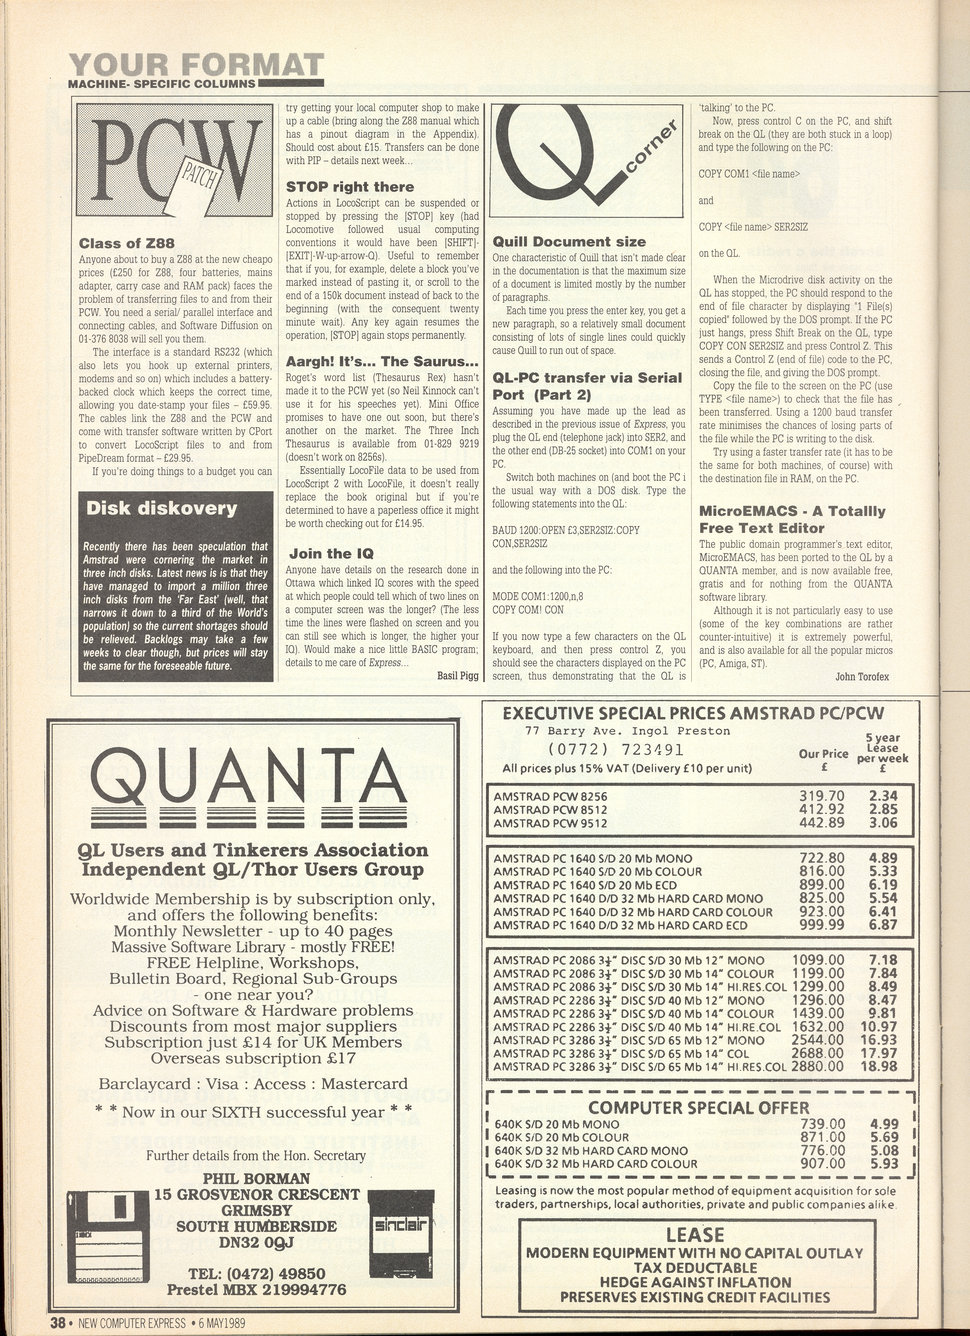 YOUR FORMAT
MACHINE- SPECIFIC COLUMNS
PCW
PATCH
Class of Z88
Anyone about to buy a Z88 at the new cheapo
prices (£250 for Z88, four batteries, mains
adapter, carry case and RAM pack) faces the
problem of transferring files to and from their
PCW. You need a serial/ parallel interface and
connecting cables, and Software Diffusion on
01-376 8038 will sell you them.
The interface is a standard RS232 (which
also lets you hook up external printers,
modems and so on) which includes a battery-
backed clock which keeps the correct time,
allowing you date-stamp your files – £59.95.
The cables link the Z88 and the PCW and
come with transfer software written by CPort
to convert LocoScript files to and from
PipeDream format – £29.95.
If you're doing things to a budget you can
Disk diskovery
Recently there has been speculation that
Amstrad were cornering the market in
three inch disks. Latest news is is that they
have managed to import a million three
inch disks from the 'Far East' (well, that
narrows it down to a third of the World's
population) so the current shortages should
be relieved. Backlogs may take a few
weeks to clear though, but prices will stay
the same for the foreseeable future.
try getting your local computer shop to make
up a cable (bring along the Z88 manual which
has a pinout diagram in the Appendix).
Should cost about £15. Transfers can be done
with PIP – details next week...
STOP right there
Actions in LocoScript can be suspended or
stopped by pressing the [STOP] key (had
Locomotive followed usual computing
conventions it would have been [SHIFT]-
[EXIT]-W-up-arrow-Q). Useful to remember
that if you, for example, delete a block you've
marked instead of pasting it, or scroll to the
end of a 150k document instead of back to the
beginning (with the consequent twenty
minute wait). Any key again resumes the
operation, [STOP] again stops permanently.
Aargh! It's... The Saurus...
Roget's word list (Thesaurus Rex) hasn't
made it to the PCW yet (so Neil Kinnock can't
use it for his speeches yet). Mini Office
promises to have one out soon, but there's
another on the market. The Three Inch
Thesaurus is available from 01-829 9219
(doesn't work on 8256s).
Essentially LocoFile data to be used from
LocoScript 2 with LocoFile, it doesn't really
replace the book original but if you're
determined to have a paperless office it might
be worth checking out for £14.95.
Join the IQ
Anyone have details on the research done in
Ottawa which linked IQ scores with the speed
at which people could tell which of two lines on
a computer screen was the longer? (The less
time the lines were flashed on screen and you
can still see which is longer, the higher your
IQ). Would make a nice little BASIC program;
details to me care of Express...
Basil Pigg
QL corner
Quill Document size
One characteristic of Quill that isn't made clear
in the documentation is that the maximum size
of a document is limited mostly by the number
of paragraphs.
Each time you press the enter key, you get a
new paragraph, so a relatively small document
consisting of lots of single lines could quickly
cause Quill to run out of space.
QL-PC transfer via Serial
Port (Part 2)
Assuming you have made up the lead as
described in the previous issue of Express, you
plug the QL end (telephone jack) into SER2, and
the other end (DB-25 socket) into COM1 on your
PC.
Switch both machines on (and boot the PC i
the usual way with a DOS disk. Type the
following statements into the QL:
BAUD 1200:OPEN £3,SER2SIZ:COPY
CON,SER2SIZ
and the following into the PC:
MODE COM1:1200,n,8
COPY COM! CON
If you now type a few characters on the QL
keyboard, and then press control Z, you
should see the characters displayed on the PC
screen, thus demonstrating that the QL is
'talking' to the PC.
Now, press control C on the PC, and shift
break on the QL (they are both stuck in a loop)
and type the following on the PC:
COPY COM1 <file name>
and
COPY <file name> SER2SIZ
on the QL.
When the Microdrive disk activity on the
QL has stopped, the PC should respond to the
end of file character by displaying "1 File(s)
copied" followed by the DOS prompt. If the PC
just hangs, press Shift Break on the QL, type
COPY CON SER2SIZ and press Control Z. This
sends a Control Z (end of file) code to the PC,
closing the file, and giving the DOS prompt.
Copy the file to the screen on the PC (use
TYPE <file name>) to check that the file has
been transferred. Using a 1200 baud transfer
rate minimises the chances of losing parts of
the file while the PC is writing to the disk.
Try using a faster transfer rate (it has to be
the same for both machines, of course) with
the destination file in RAM, on the PC.
MicroEMACS - A Totallly
Free Text Editor
The public domain programmer's text editor,
MicroEMACS, has been ported to the QL by a
QUANTA member, and is now available free,
gratis and for nothing from the QUANTA
software library.
Although it is not particularly easy to use
(some of the key combinations are rather
counter-intuitive) it is extremely powerful,
and is also available for all the popular micros
(PC, Amiga, ST).
John Torofex
QUANTA
QL Users and Tinkerers Association
Independent QL/Thor Users Group
Worldwide Membership is by subscription only,
and offers the following benefits:
Monthly Newsletter - up to 40 pages
Massive Software Library - mostly FREE!
FREE Helpline, Workshops,
Bulletin Board, Regional Sub-Groups
- one near you?
Advice on Software & Hardware problems
Discounts from most major suppliers
Subscription just £14 for UK Members
Overseas subscription £17
Barclaycard : Visa : Access : Mastercard
* * Now in our SIXTH successful year * *
Further details from the Hon. Secretary
PHIL BORMAN
15 GROSVENOR CRESCENT
GRIMSBY
SOUTH HUMBERSIDE
DN32 0QJ
TEL: (0472) 49850
Prestel MBX 219994776
sinclair
EXECUTIVE SPECIAL PRICES AMSTRAD PC/PCW
77 Barry Ave. Ingol Preston
(0772) 723491
All prices plus 15% VAT (Delivery £10 per unit)
Our Price £
5 year Lease per week £
AMSTRAD PCW 8256 319.70 2.34
AMSTRAD PCW 8512 412.92 2.85
AMSTRAD PCW 9512 442.89 3.06
AMSTRAD PC 1640 S/D 20 Mb MONO 722.80 4.89
AMSTRAD PC 1640 S/D 20 Mb COLOUR 816.00 5.33
AMSTRAD PC 1640 S/D 20 Mb ECD 899.00 6.19
AMSTRAD PC 1640 D/D 32 Mb HARD CARD MONO 825.00 5.54
AMSTRAD PC 1640 D/D 32 Mb HARD CARD COLOUR 923.00 6.41
AMSTRAD PC 1640 D/D 32 Mb HARD CARD ECD 999.99 6.87
AMSTRAD PC 2086 3½" DISC S/D 30 Mb 12" MONO 1099.00 7.18
AMSTRAD PC 2086 3½" DISC S/D 30 Mb 14" COLOUR 1199.00 7.84
AMSTRAD PC 2086 3½" DISC S/D 30 Mb 14" HI.RES.COL 1299.00 8.49
AMSTRAD PC 2286 3½" DISC S/D 40 Mb 12" MONO 1296.00 8.47
AMSTRAD PC 2286 3½" DISC S/D 40 Mb 14" COLOUR 1439.00 9.81
AMSTRAD PC 2286 3½" DISC S/D 40 Mb 14" HI.RE.COL 1632.00 10.97
AMSTRAD PC 3286 3½" DISC S/D 65 Mb 12" MONO 2544.00 16.93
AMSTRAD PC 3286 3½" DISC S/D 65 Mb 14" COL 2688.00 17.97
AMSTRAD PC 3286 3½" DISC S/D 65 Mb 14" HI.RES.COL 2880.00 18.98
COMPUTER SPECIAL OFFER
640K S/D 20 Mb MONO 739.00 4.99
640K S/D 20 Mb COLOUR 871.00 5.69
640K S/D 32 Mb HARD CARD MONO 776.00 5.08
640K S/D 32 Mb HARD CARD COLOUR 907.00 5.93
Leasing is now the most popular method of equipment acquisition for sole
traders, partnerships, local authorities, private and public companies alike.
LEASE
MODERN EQUIPMENT WITH NO CAPITAL OUTLAY
TAX DEDUCTABLE
HEDGE AGAINST INFLATION
PRESERVES EXISTING CREDIT FACILITIES
38 • NEW COMPUTER EXPRESS • 6 MAY1989